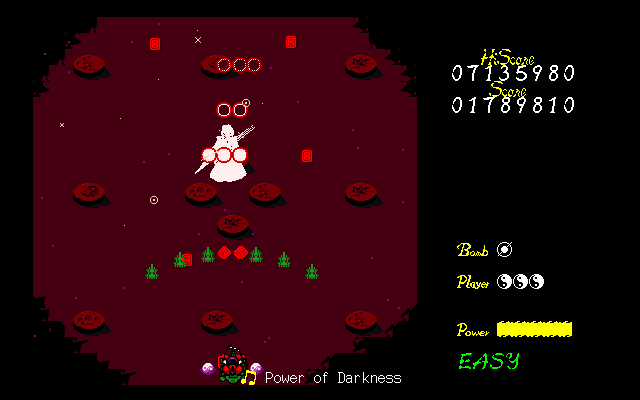 HiScore
07135980
Score
01789810
Bomb
Player
Power
EASY
Power of Darkness